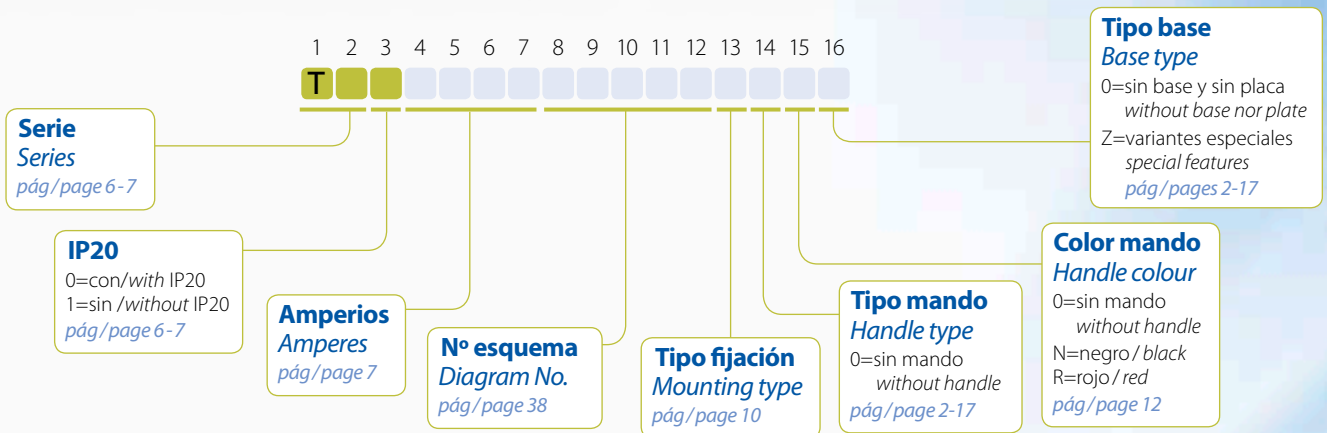 1 2 3 4 5 6 7 8 9 10 11 12 13 14 15 16
T
Serie
Series
pág/page 6-7
IP20
0=con/with IP20
1=sin /without IP20
pág/page 6-7
Amperios
Amperes
pág/page 7
Nº esquema
Diagram No.
pág/page 38
Tipo fijación
Mounting type
pág/page 10
Tipo mando
Handle type
0=sin mando
without handle
pág/page 2-17
Color mando
Handle colour
0=sin mando
without handle
N=negro/black
R=rojo/red
pág/page 12
Tipo base
Base type
0=sin base y sin placa
without base nor plate
Z=variantes especiales
special features
pág/pages 2-17